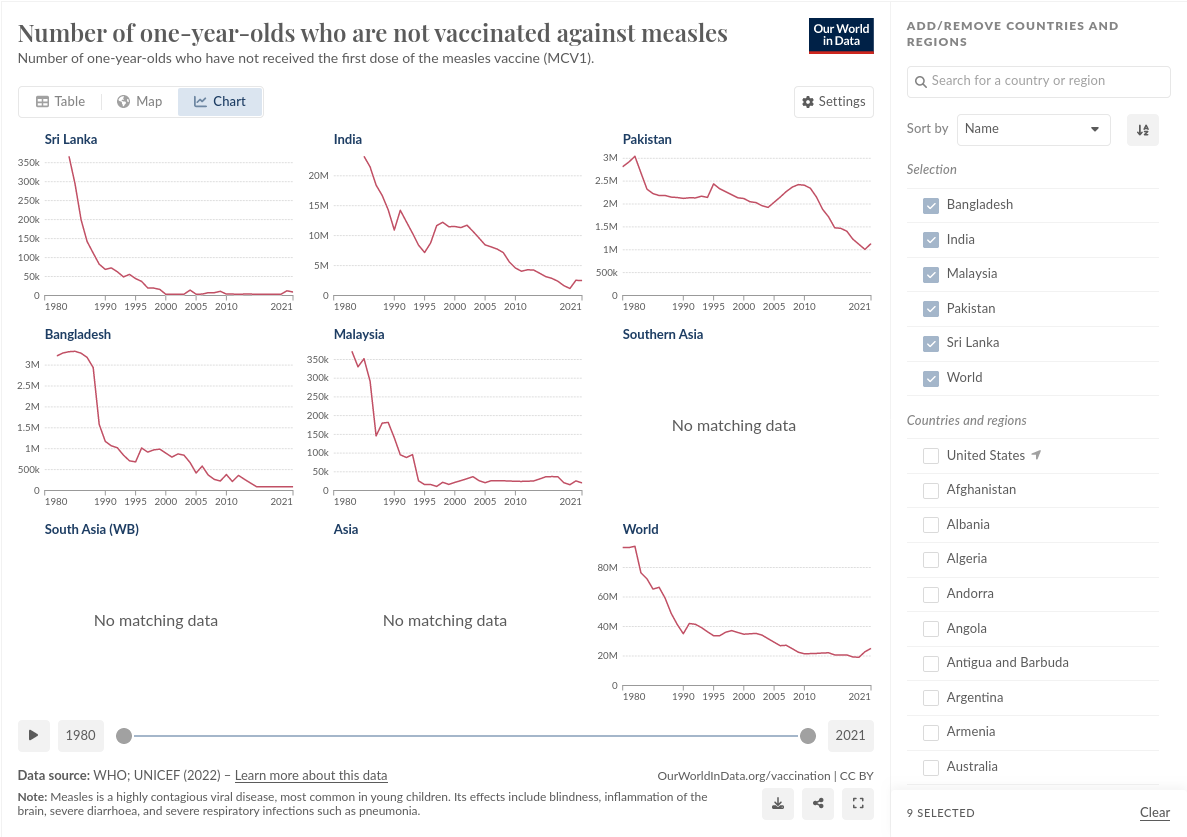 Number of one-year-olds who are not vaccinated against measles
Number of one-year-olds who have not received the first dose of the measles vaccine (MCV1).
Our World
in Data
Table
Map
Chart
Settings
Sri Lanka
350k
300k
250k
200k
150k
100k
50k
0
1980 1990 1995 2000 2005 2021
India
20M
15M
10M
5M
0
1980 1990 1995 2000 2005 2010 2021
Pakistan
3M
2.5M
2M
1.5M
1M
500k
0
1980 1990 1995 2000 2005 2010 2021
Bangladesh
3M
2.5M
2M
1.5M
1M
500k
0
1980 1990 1995 2000 2005 2010 2021
Malaysia
350k
300k
250k
200k
150k
100k
50k
0
1980 1990 1995 2000 2005 2010 2021
Southern Asia
No matching data
South Asia (WB)
No matching data
Asia
No matching data
World
80M
60M
40M
20M
0
1980 1990 1995 2000 2005 2010 2021
1980
2021
Data source: WHO; UNICEF (2022) – Learn more about this data
OurWorldInData.org/vaccination | CC BY
Note: Measles is a highly contagious viral disease, most common in young children. Its effects include blindness, inflammation of the
brain, severe diarrhoea, and severe respiratory infections such as pneumonia.
ADD/REMOVE COUNTRIES AND
REGIONS
Search for a country or region
Sort by
Name
Selection
Bangladesh
India
Malaysia
Pakistan
Sri Lanka
World
Countries and regions
United States
Afghanistan
Albania
Algeria
Andorra
Angola
Antigua and Barbuda
Argentina
Armenia
Australia
9 SELECTED
Clear